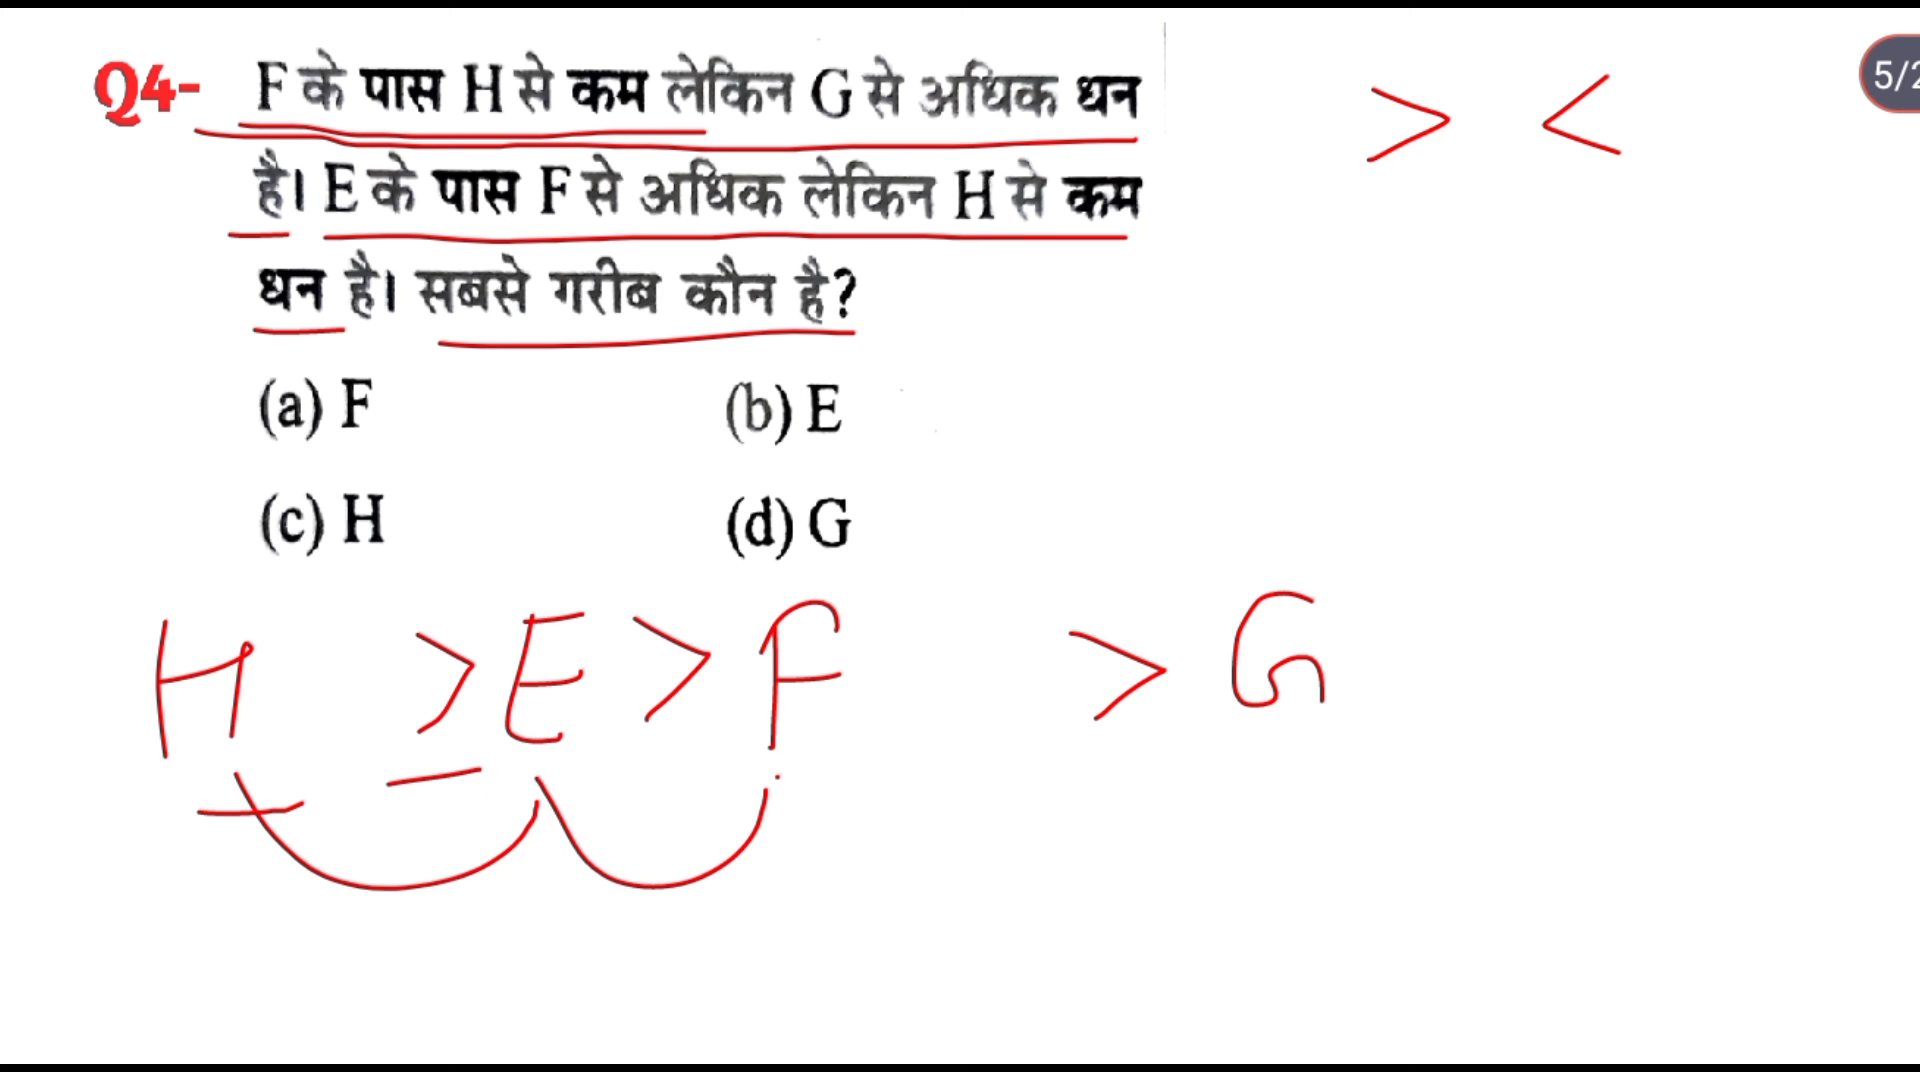 Q4- F के पास H से कम लेकिन G से अधिक धन
है। E के पास F से अधिक लेकिन H से कम
धन है। सबसे गरीब कौन है?
(a) F (b) E
(c) H (d) G
> <
5/2
H > E > F > G